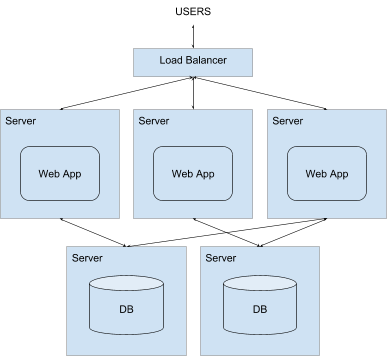 USERS
Load Balancer
Server
Server
Server
Web App
Web App
Web App
Server
Server
DB
DB